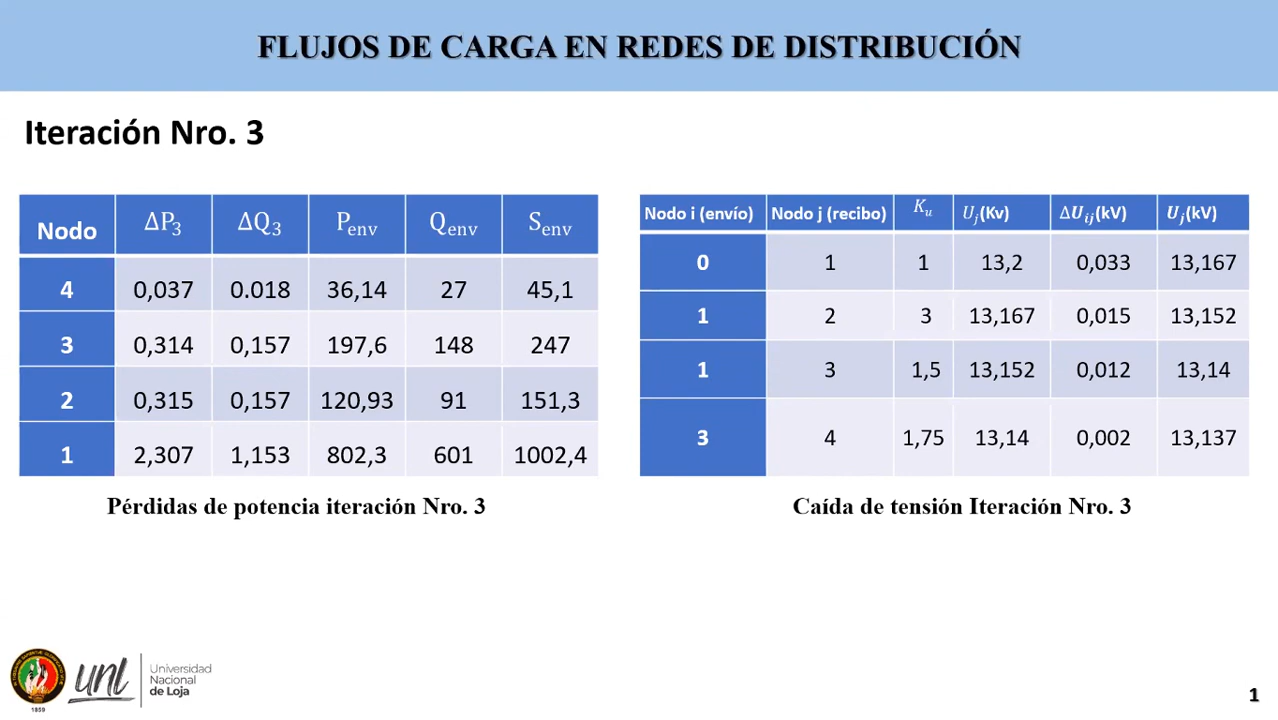 FLUJOS DE CARGA EN REDES DE DISTRIBUCIÓN
Iteración Nro. 3
Nodo ΔP₃ ΔQ₃ Pₑₙᵥ Qₑₙᵥ Sₑₙᵥ
4 0,037 0.018 36,14 27 45,1
3 0,314 0,157 197,6 148 247
2 0,315 0,157 120,93 91 151,3
1 2,307 1,153 802,3 601 1002,4
Pérdidas de potencia iteración Nro. 3
Nodo i (envío) Nodo j (recibo) Kᵤ Uⱼ(Kv) ΔUᵢⱼ(kV) Uⱼ(kV)
0 1 1 13,2 0,033 13,167
1 2 3 13,167 0,015 13,152
1 3 1,5 13,152 0,012 13,14
3 4 1,75 13,14 0,002 13,137
Caída de tensión Iteración Nro. 3
1859
unl
Universidad
Nacional
de Loja
1